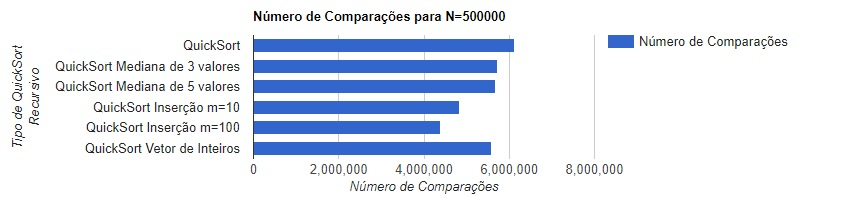 Número de Comparações para N=500000
Tipo de QuickSort
Recursivo
QuickSort
QuickSort Mediana de 3 valores
QuickSort Mediana de 5 valores
QuickSort Inserção m=10
QuickSort Inserção m=100
QuickSort Vetor de Inteiros
Número de Comparações
0 2,000,000 4,000,000 6,000,000 8,000,000
Número de Comparações